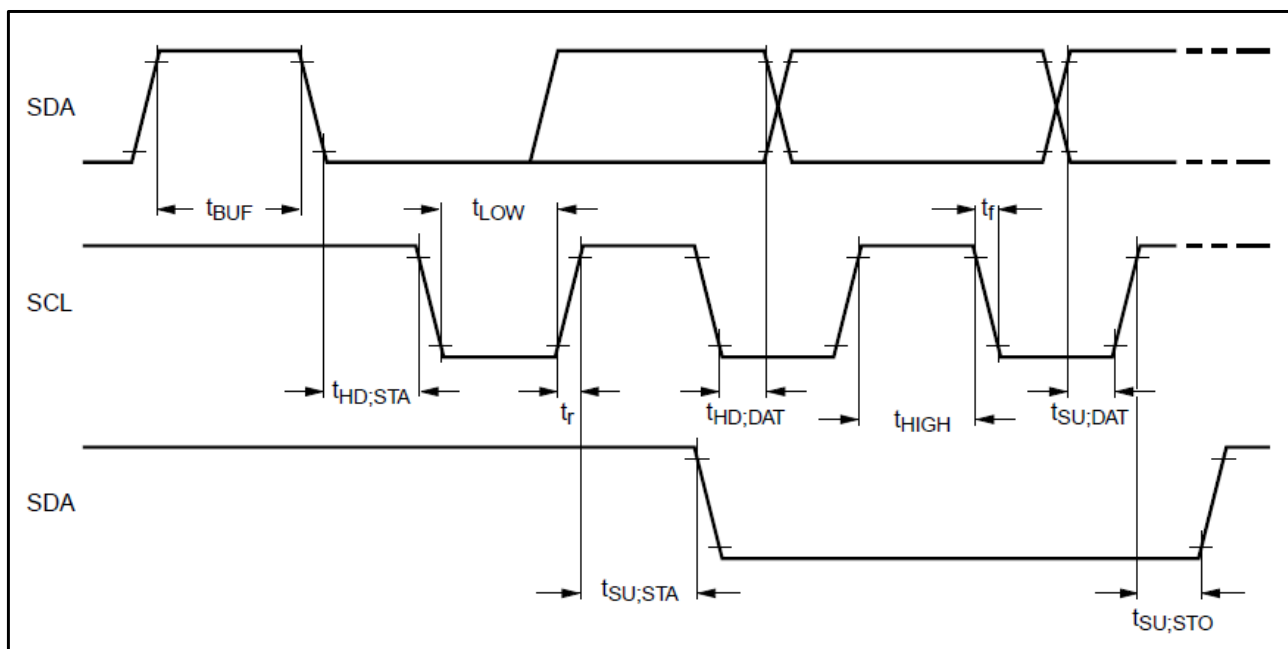 SDA
tBUF
tLOW
tf
SCL
tHD;STA
tr
tHD;DAT
tHIGH
tSU;DAT
SDA
tSU;STA
tSU;STO